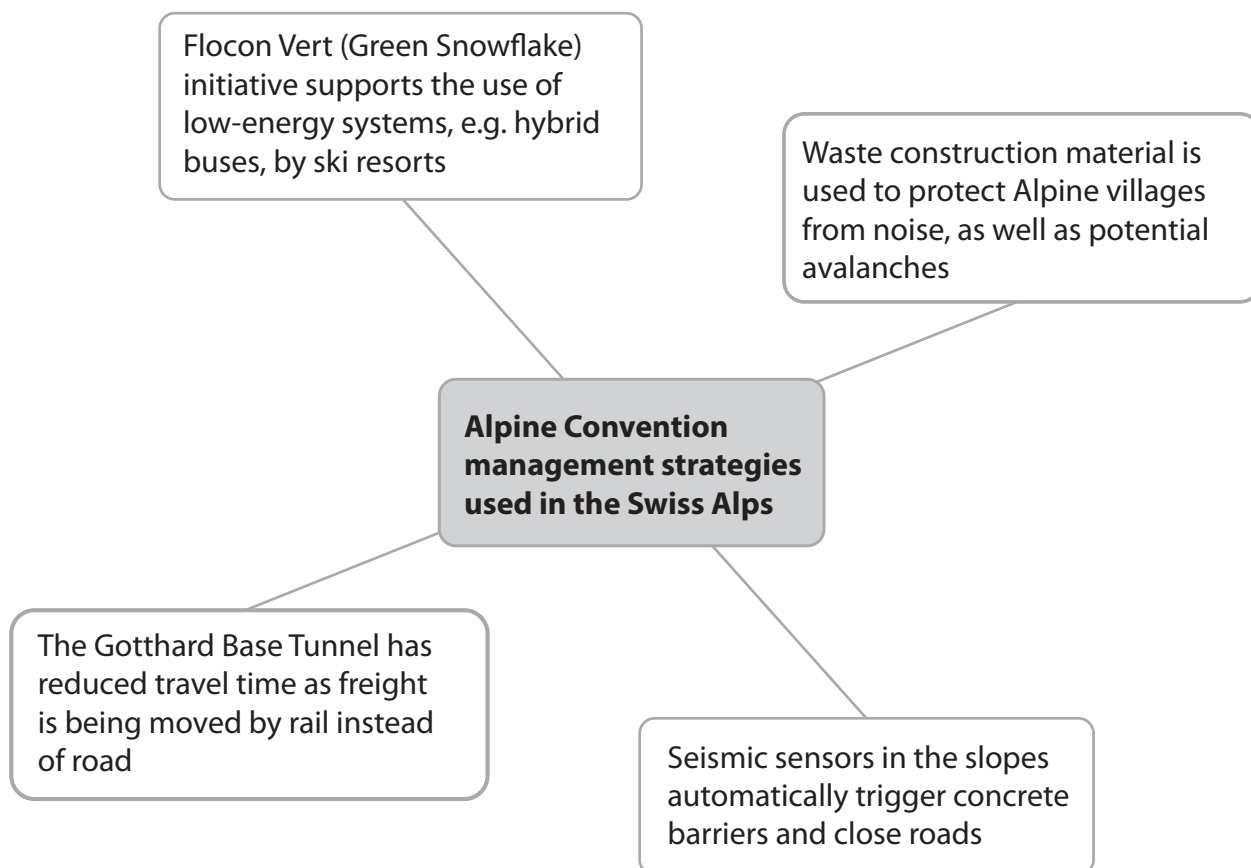 Flocon Vert (Green Snowflake)
initiative supports the use of
low-energy systems, e.g. hybrid
buses, by ski resorts
Waste construction material is
used to protect Alpine villages
from noise, as well as potential
avalanches
Alpine Convention
management strategies
used in the Swiss Alps
The Gotthard Base Tunnel has
reduced travel time as freight
is being moved by rail instead
of road
Seismic sensors in the slopes
automatically trigger concrete
barriers and close roads